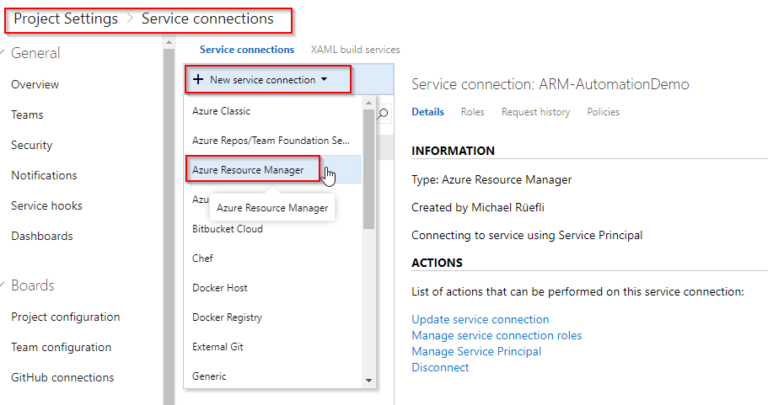 Project Settings > Service connections
General
Overview
Teams
Security
Notifications
Service hooks
Dashboards
Boards
Project configuration
Team configuration
GitHub connections
Service connections XAML build services
+ New service connection
Azure Classic
Azure Repos/Team Foundation Se...
Azure Resource Manager
Azu
Azure Resource Manager
Bitbucket Cloud
Chef
Docker Host
Docker Registry
External Git
Generic
Service connection: ARM-AutomationDemo
Details Roles Request history Policies
INFORMATION
Type: Azure Resource Manager
Created by Michael Rüefli
Connecting to service using Service Principal
ACTIONS
List of actions that can be performed on this service connection:
Update service connection
Manage service connection roles
Manage Service Principal
Disconnect